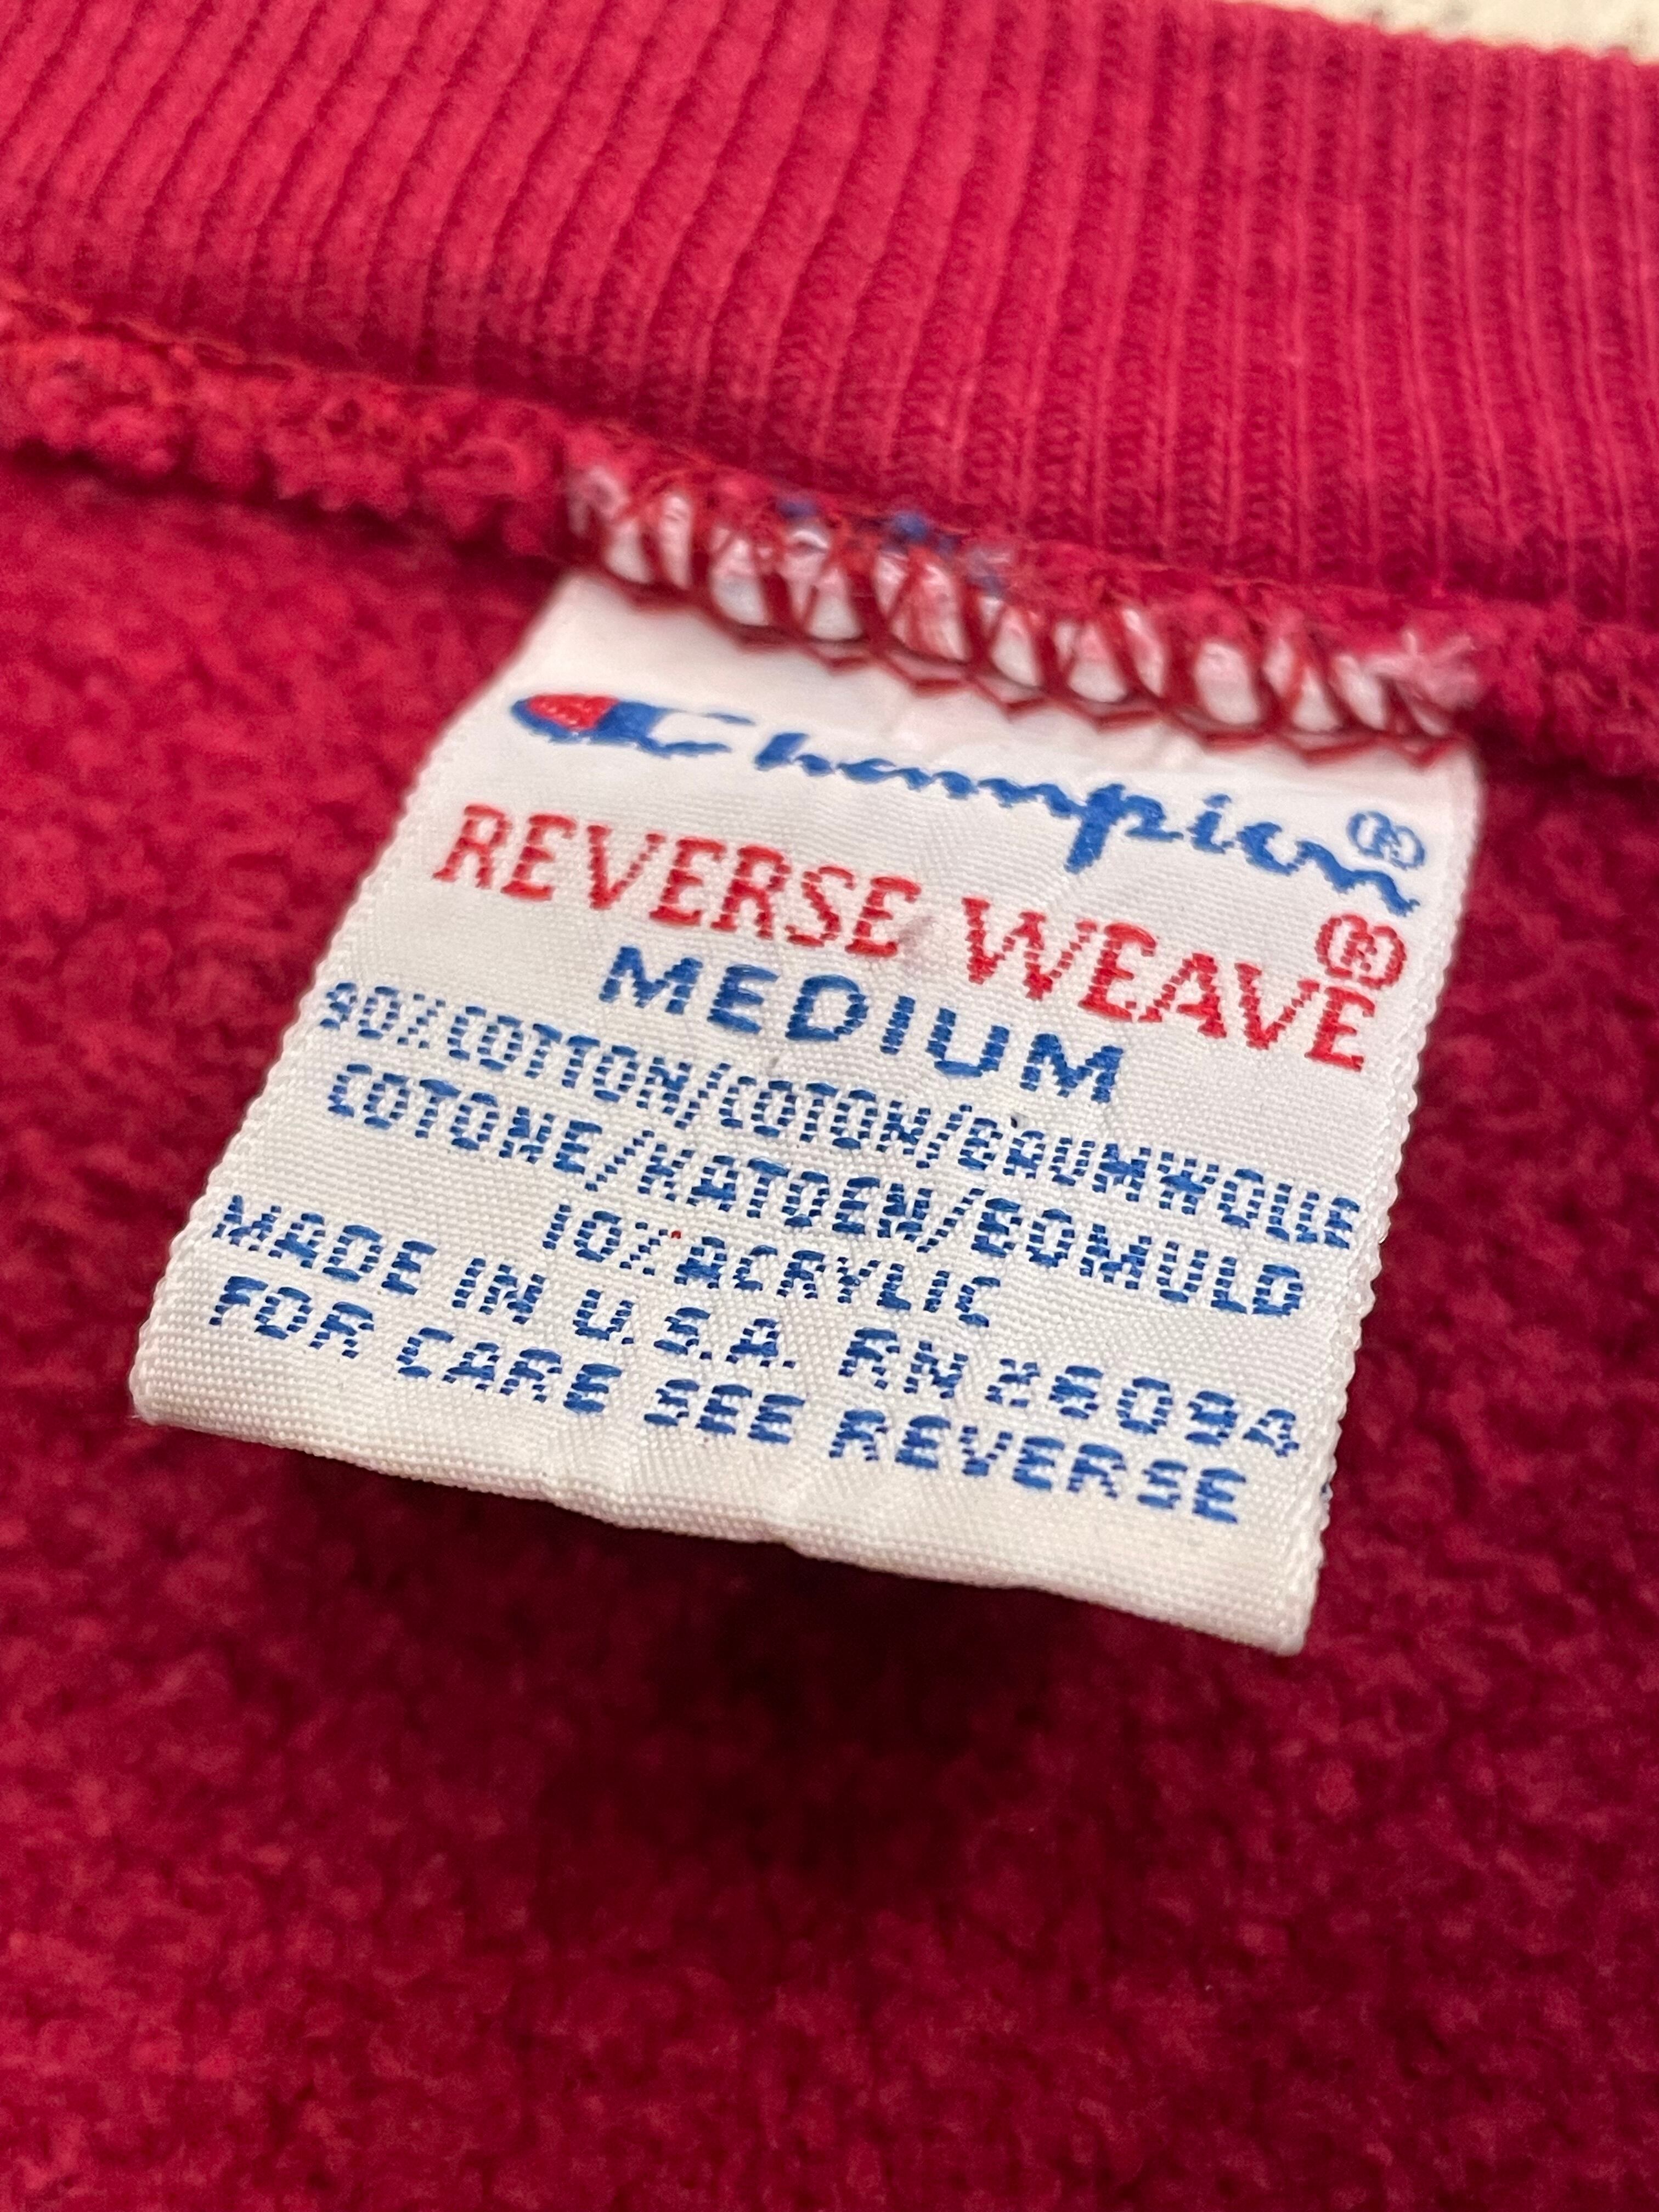 Champion®
REVERSE WEAVE®
MEDIUM
90%COTTON/COTON/BAUMWOLLE
COTONE/KATOEN/BOMULD
10%ACRYLIC
MADE IN U.S.A. RN 26094
FOR CARE SEE REVERSE